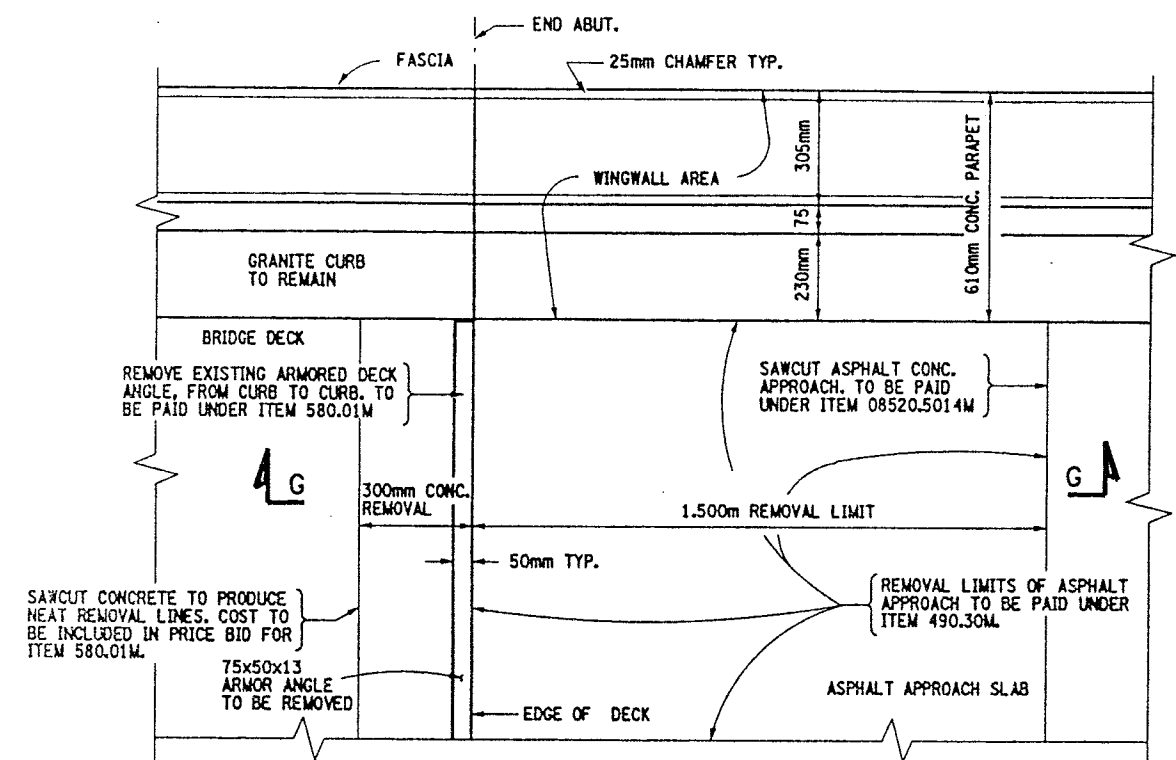 END ABUT.
FASCIA
25mm CHAMFER TYP.
305mm
610mm CONC. PARAPET
WINGWALL AREA
75
GRANITE CURB
TO REMAIN
230mm
BRIDGE DECK
REMOVE EXISTING ARMORED DECK
ANGLE, FROM CURB TO CURB. TO
BE PAID UNDER ITEM 580.01M
SAWCUT ASPHALT CONC.
APPROACH. TO BE PAID
UNDER ITEM 08520.5014M
G
G
300mm CONC.
REMOVAL
1.500m REMOVAL LIMIT
50mm TYP.
SAWCUT CONCRETE TO PRODUCE
NEAT REMOVAL LINES. COST TO
BE INCLUDED IN PRICE BID FOR
ITEM 580.01M.
REMOVAL LIMITS OF ASPHALT
APPROACH TO BE PAID UNDER
ITEM 490.30M.
75x50x13
ARMOR ANGLE
TO BE REMOVED
ASPHALT APPROACH SLAB
EDGE OF DECK